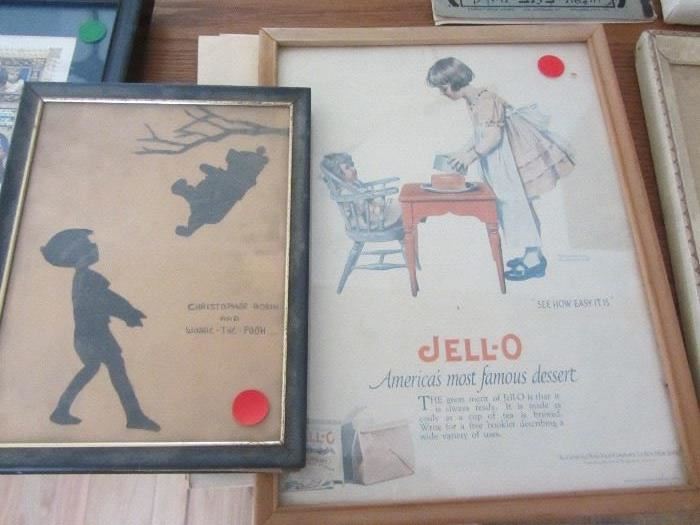 CHRISTOPHER ROBIN
AND
WINNIE-THE-POOH
"SEE HOW EASY IT IS"
JELL-O
America's most famous dessert
THE great merit of Jell-O is that it
is always ready. It is made as
easily as a cup of tea is brewed.
Write for a free booklet describing a
wide variety of uses.